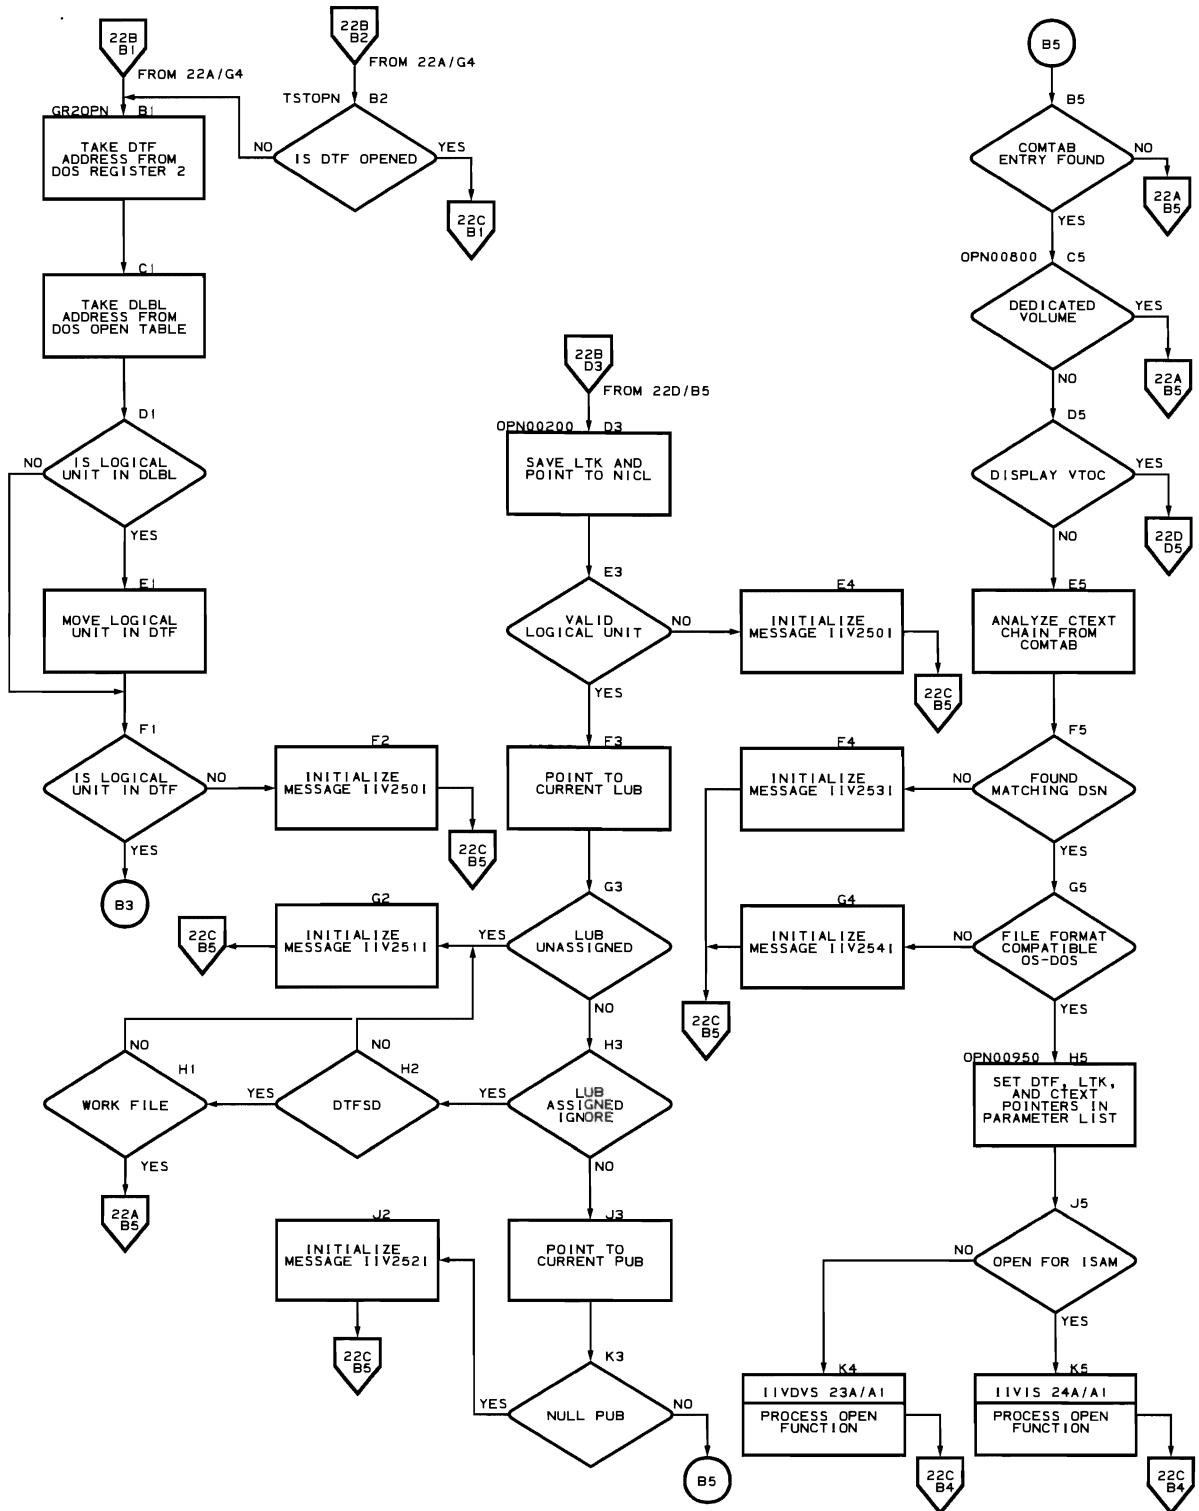 22B
B1
FROM 22A/G4
22B
B2
FROM 22A/G4
GR2OPN B1
TAKE DTF
ADDRESS FROM
DOS REGISTER 2
TSTOPN B2
NO
IS DTF OPENED
YES
22C
B1
C1
TAKE DLBL
ADDRESS FROM
DOS OPEN TABLE
D1
NO
IS LOGICAL
UNIT IN DLBL
YES
E1
MOVE LOGICAL
UNIT IN DTF
F1
IS LOGICAL
UNIT IN DTF
NO
YES
B3
F2
INITIALIZE
MESSAGE IIV250I
22C
B5
22B
D3
FROM 22D/B5
OPN00200 D3
SAVE LTK AND
POINT TO NICL
E3
VALID
LOGICAL UNIT
NO
YES
E4
INITIALIZE
MESSAGE IIV250I
22C
B5
F3
POINT TO
CURRENT LUB
G3
YES
LUB
UNASSIGNED
NO
G2
INITIALIZE
MESSAGE IIV251I
22C
B5
H3
YES
LUB
ASSIGNED
IGNORE
NO
H2
NO
YES
DTFSD
H1
NO
WORK FILE
YES
22A
B5
J3
POINT TO
CURRENT PUB
J2
INITIALIZE
MESSAGE IIV252I
22C
B5
K3
YES
NULL PUB
NO
B5
B5
B5
COMTAB
ENTRY FOUND
NO
22A
B5
YES
OPN00800 C5
DEDICATED
VOLUME
YES
22A
B5
NO
D5
DISPLAY VTOC
YES
22D
D5
NO
E5
ANALYZE CTEXT
CHAIN FROM
COMTAB
F5
NO
FOUND
MATCHING DSN
YES
F4
INITIALIZE
MESSAGE IIV253I
G5
NO
FILE FORMAT
COMPATIBLE
OS-DOS
YES
G4
INITIALIZE
MESSAGE IIV254I
22C
B5
OPN00950 H5
SET DTF, LTK,
AND CTEXT
POINTERS IN
PARAMETER LIST
J5
NO
OPEN FOR ISAM
YES
K4
IIVDVS 23A/A1
PROCESS OPEN
FUNCTION
22C
B4
K5
IIVIS 24A/A1
PROCESS OPEN
FUNCTION
22C
B4